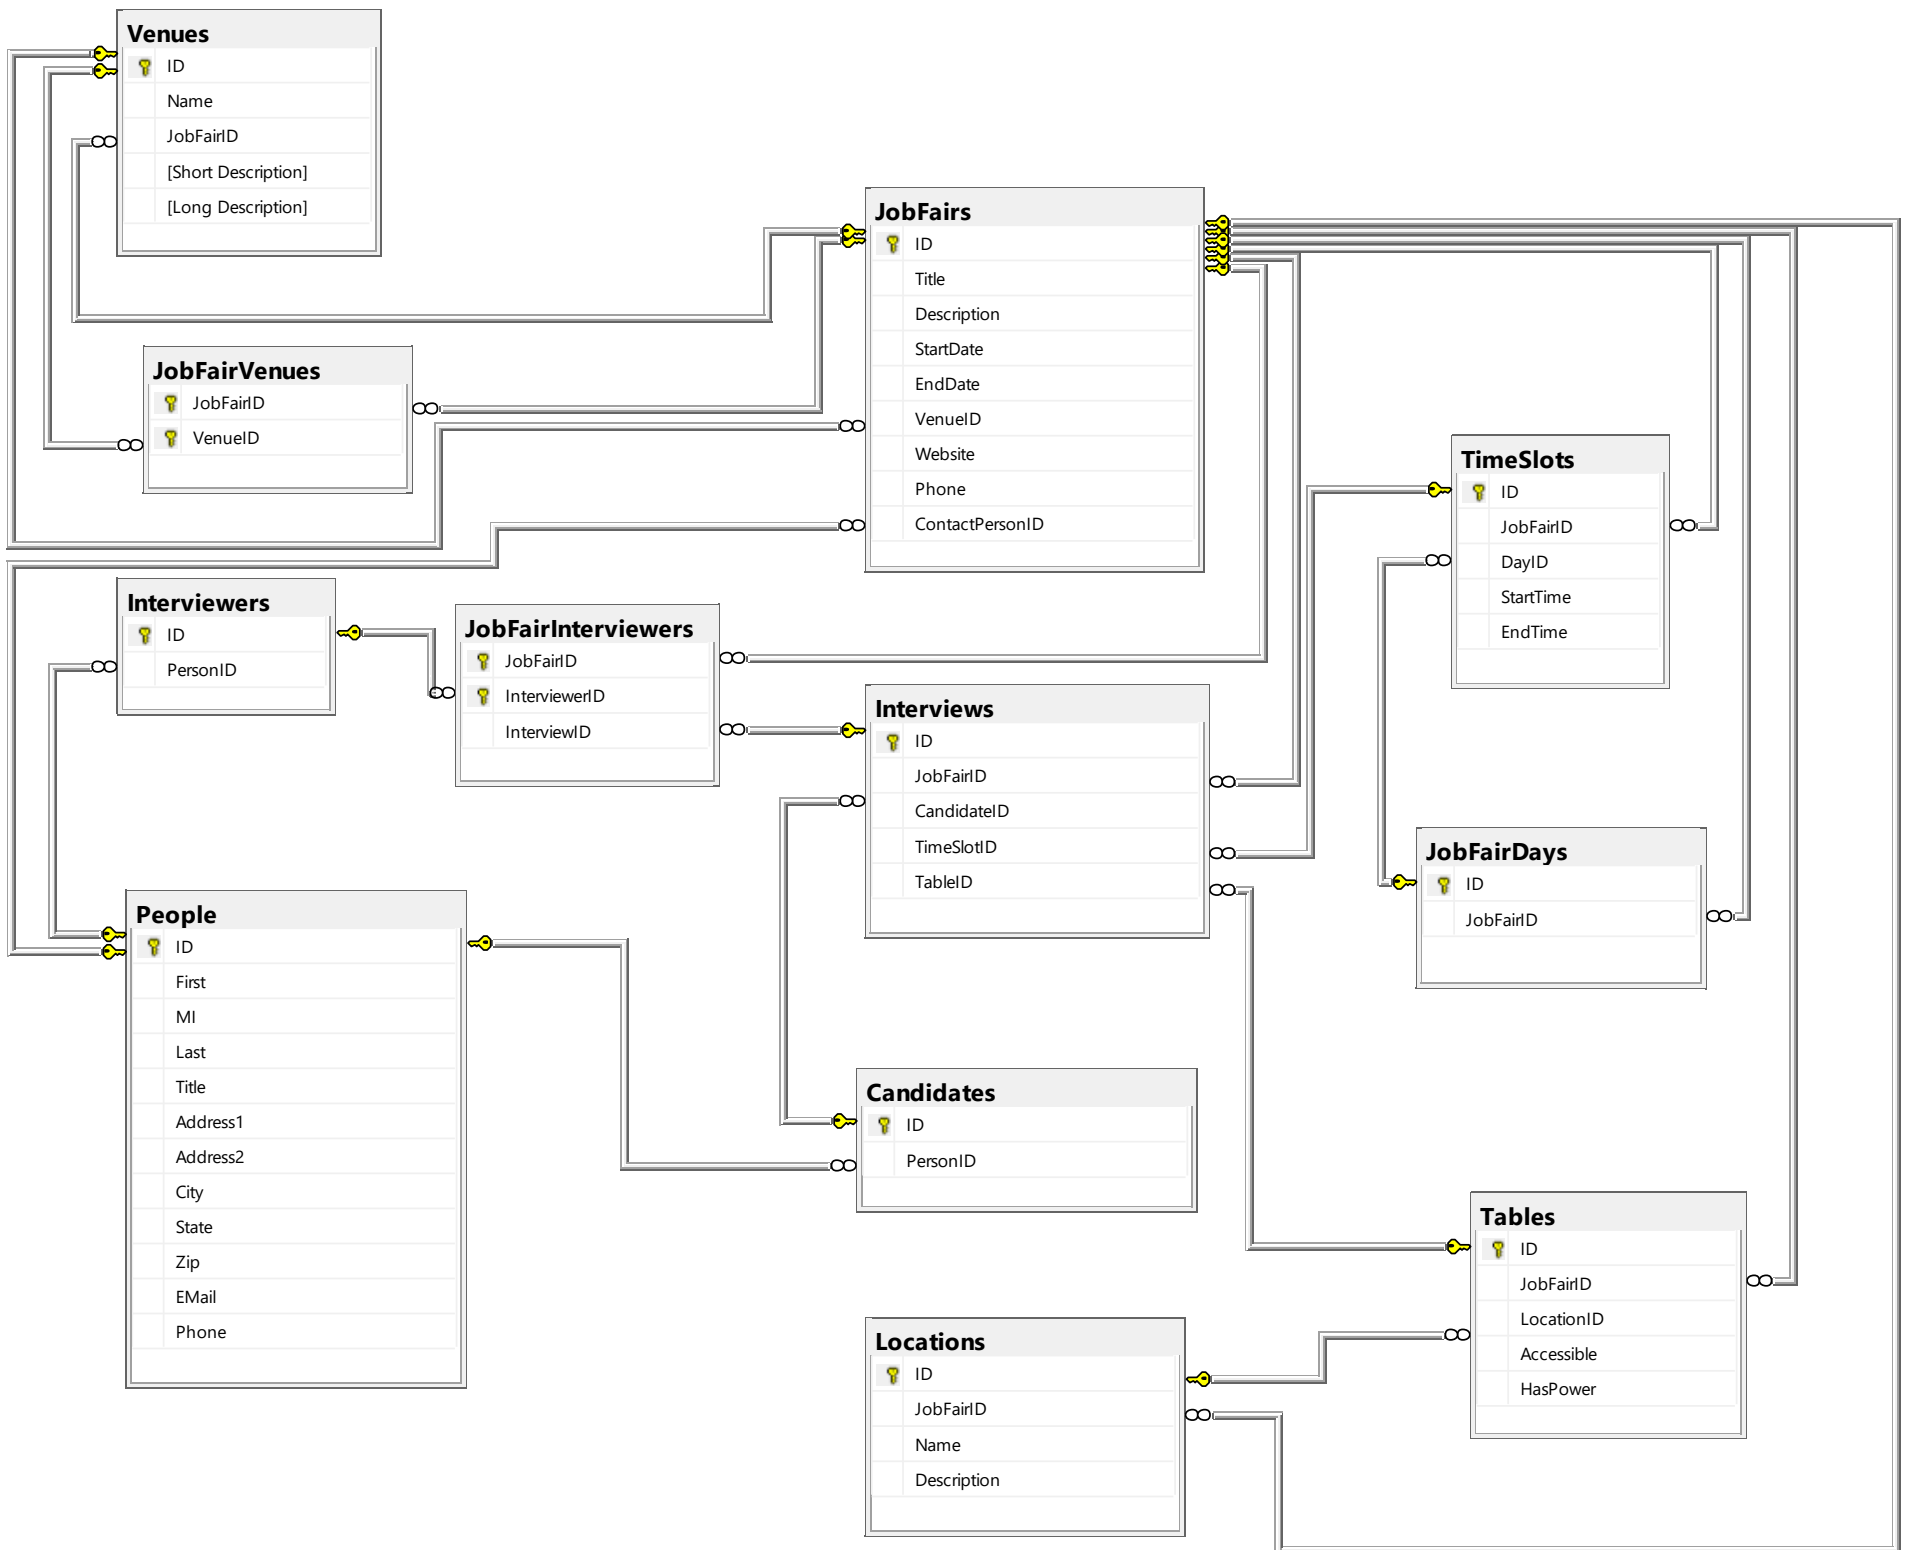 Venues
ID
Name
JobFairID
[Short Description]
[Long Description]
JobFairs
ID
Title
Description
StartDate
EndDate
VenueID
Website
Phone
ContactPersonID
JobFairVenues
JobFairID
VenueID
TimeSlots
ID
JobFairID
DayID
StartTime
EndTime
Interviewers
ID
PersonID
JobFairInterviewers
JobFairID
InterviewerID
InterviewID
Interviews
ID
JobFairID
CandidateID
TimeSlotID
TableID
JobFairDays
ID
JobFairID
People
ID
First
MI
Last
Title
Address1
Address2
City
State
Zip
EMail
Phone
Candidates
ID
PersonID
Tables
ID
JobFairID
LocationID
Accessible
HasPower
Locations
ID
JobFairID
Name
Description